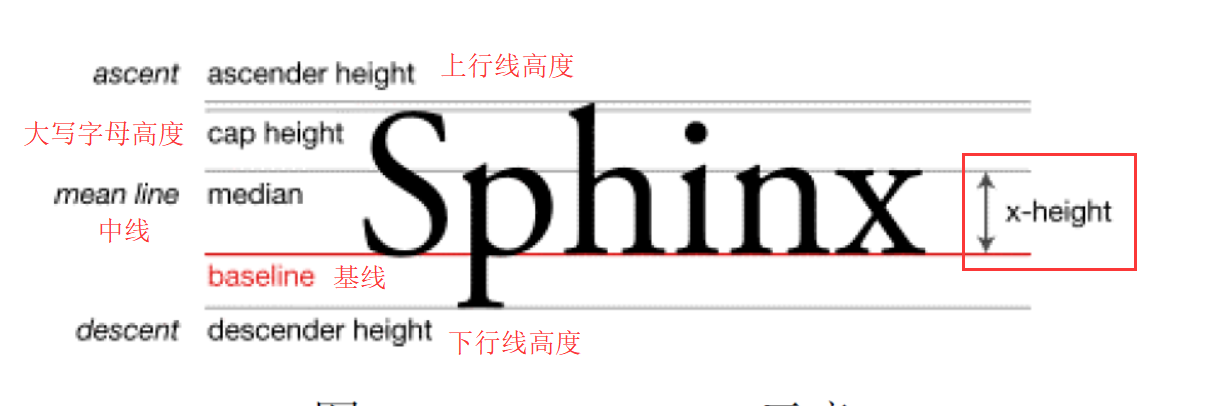 ascent ascender height 上行线高度
大写字母高度 cap height
Sphinx
mean line median
中线
x-height
baseline 基线
descent descender height 下行线高度